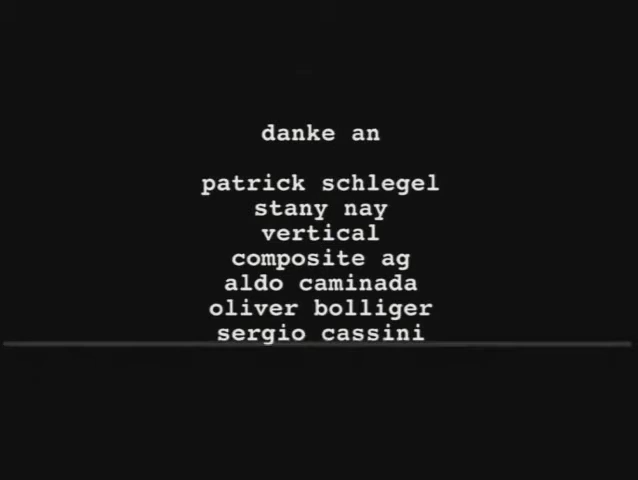 danke an
patrick schlegel
stany nay
vertical
composite ag
aldo caminada
oliver bolliger
sergio cassini